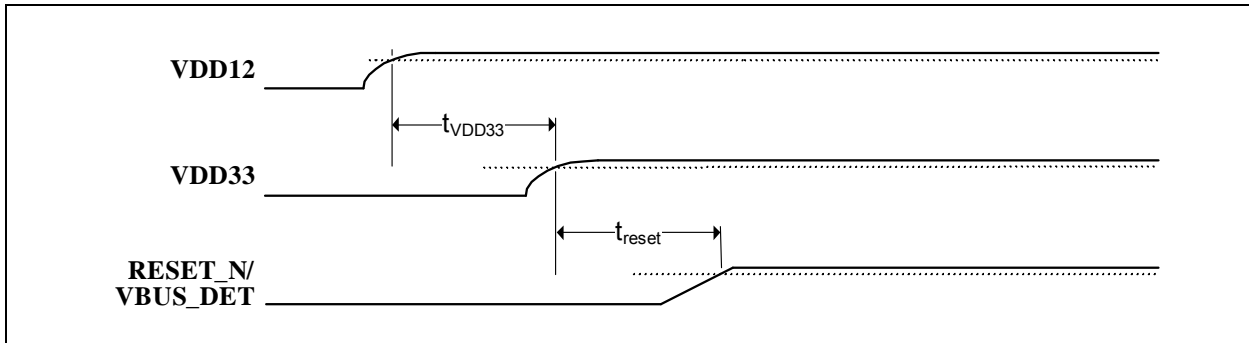 VDD12
tVDD33
VDD33
treset
RESET_N/
VBUS_DET